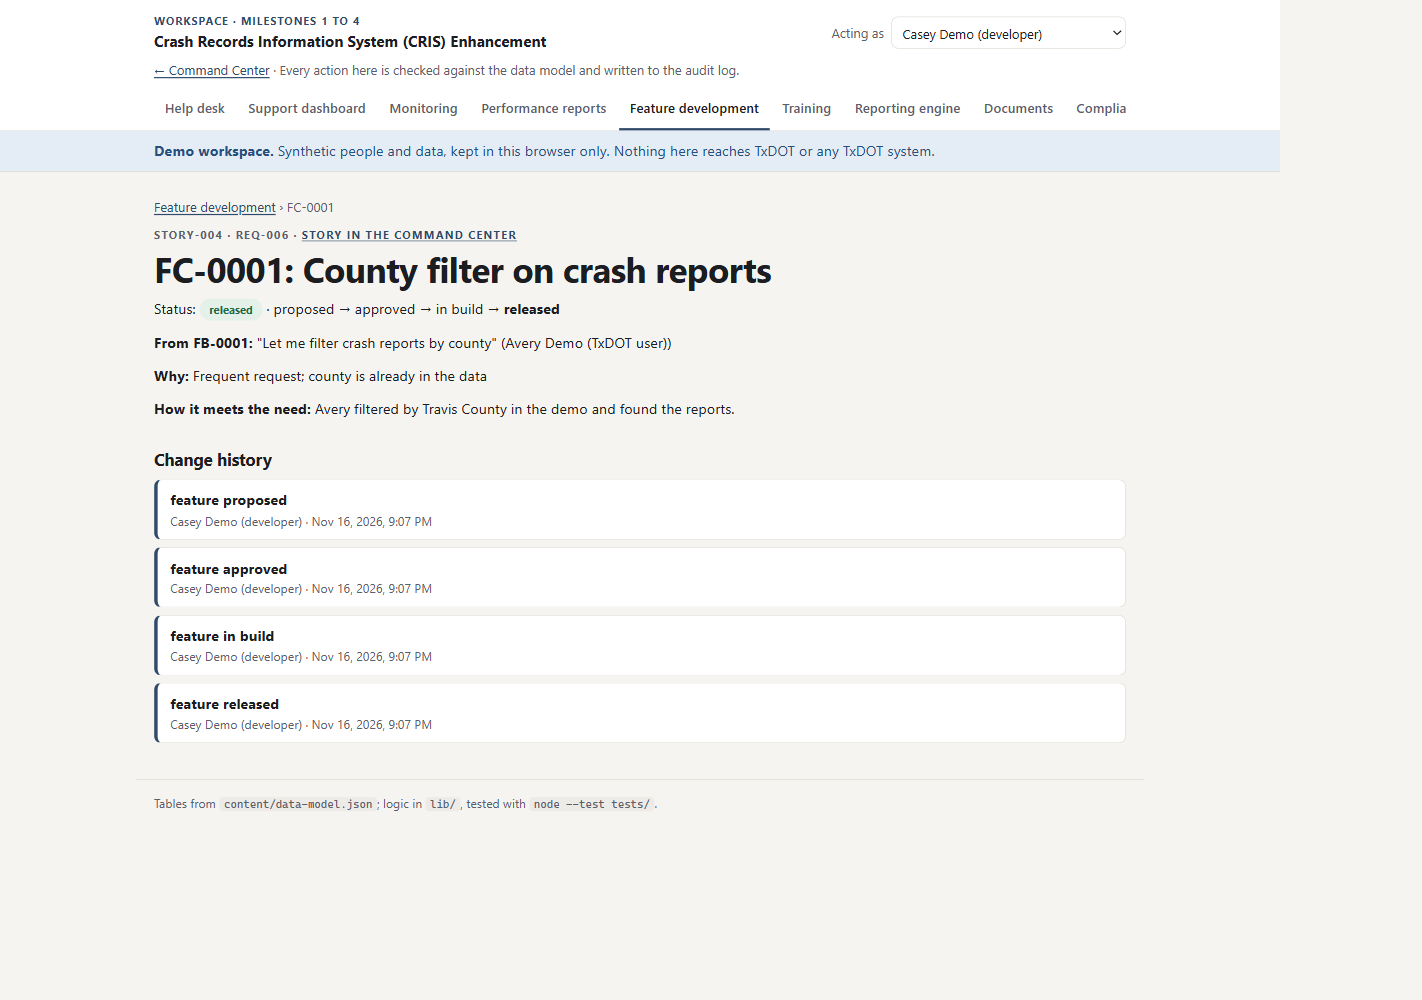 WORKSPACE · MILESTONES 1 TO 4
Crash Records Information System (CRIS) Enhancement
Acting as Casey Demo (developer)
← Command Center · Every action here is checked against the data model and written to the audit log.
Help desk Support dashboard Monitoring Performance reports Feature development Training Reporting engine Documents Complia
Demo workspace. Synthetic people and data, kept in this browser only. Nothing here reaches TxDOT or any TxDOT system.
Feature development › FC-0001
STORY-004 · REQ-006 · STORY IN THE COMMAND CENTER
FC-0001: County filter on crash reports
Status: released · proposed → approved → in build → released
From FB-0001: "Let me filter crash reports by county" (Avery Demo (TxDOT user))
Why: Frequent request; county is already in the data
How it meets the need: Avery filtered by Travis County in the demo and found the reports.
Change history
feature proposed
Casey Demo (developer) · Nov 16, 2026, 9:07 PM
feature approved
Casey Demo (developer) · Nov 16, 2026, 9:07 PM
feature in build
Casey Demo (developer) · Nov 16, 2026, 9:07 PM
feature released
Casey Demo (developer) · Nov 16, 2026, 9:07 PM
Tables from content/data-model.json; logic in lib/, tested with node --test tests/.